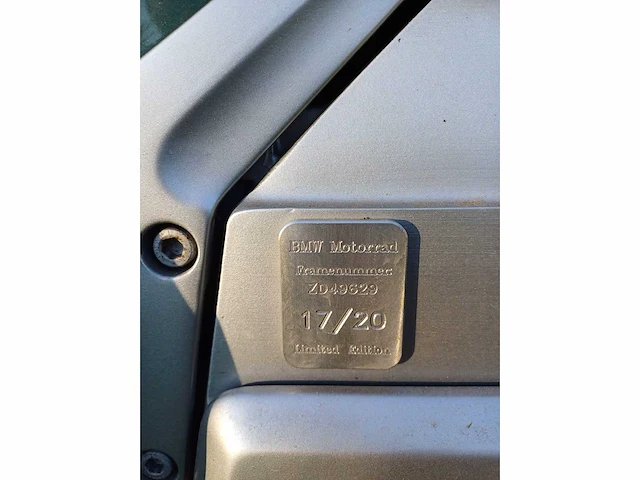 BMW Motorrad
Framenummer:
ZD49629
17/20
Limited Edition